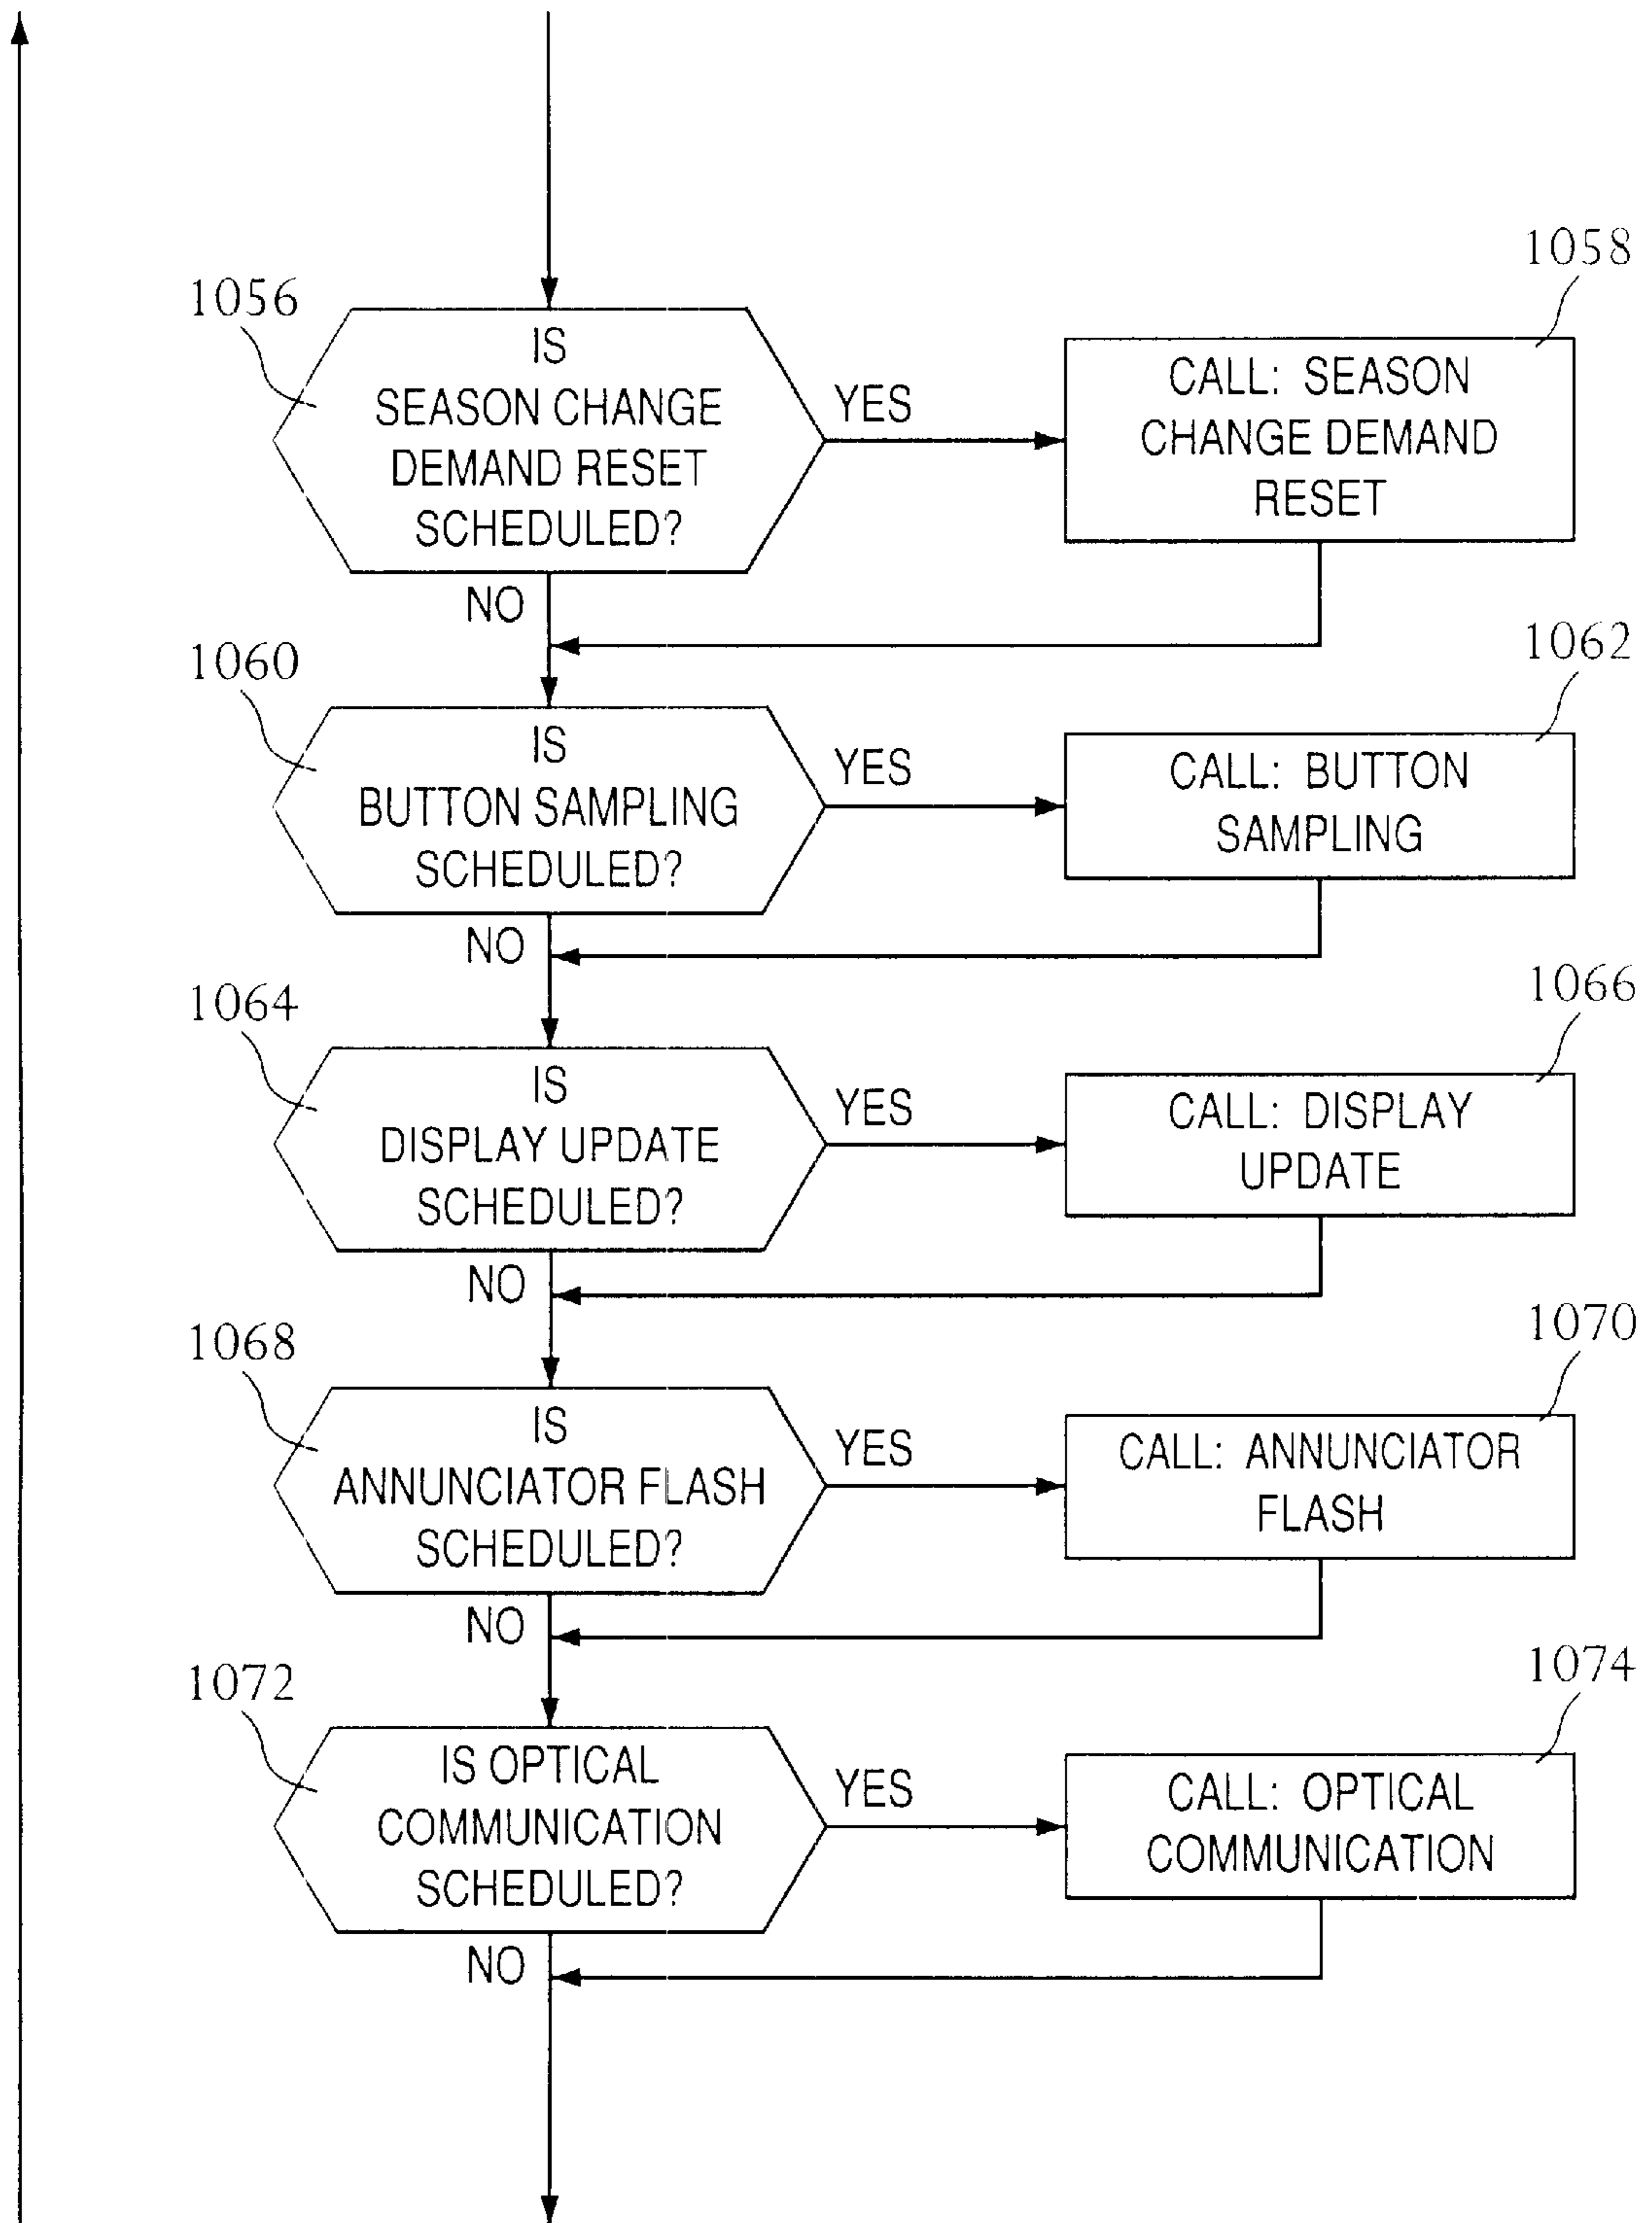 1058
1056
IS
SEASON CHANGE
DEMAND RESET
SCHEDULED?
YES
CALL: SEASON
CHANGE DEMAND
RESET
NO
1060
1062
IS
BUTTON SAMPLING
SCHEDULED?
YES
CALL: BUTTON
SAMPLING
NO
1064
1066
IS
DISPLAY UPDATE
SCHEDULED?
YES
CALL: DISPLAY
UPDATE
NO
1068
1070
IS
ANNUNCIATOR FLASH
SCHEDULED?
YES
CALL: ANNUNCIATOR
FLASH
NO
1072
1074
IS OPTICAL
COMMUNICATION
SCHEDULED?
YES
CALL: OPTICAL
COMMUNICATION
NO